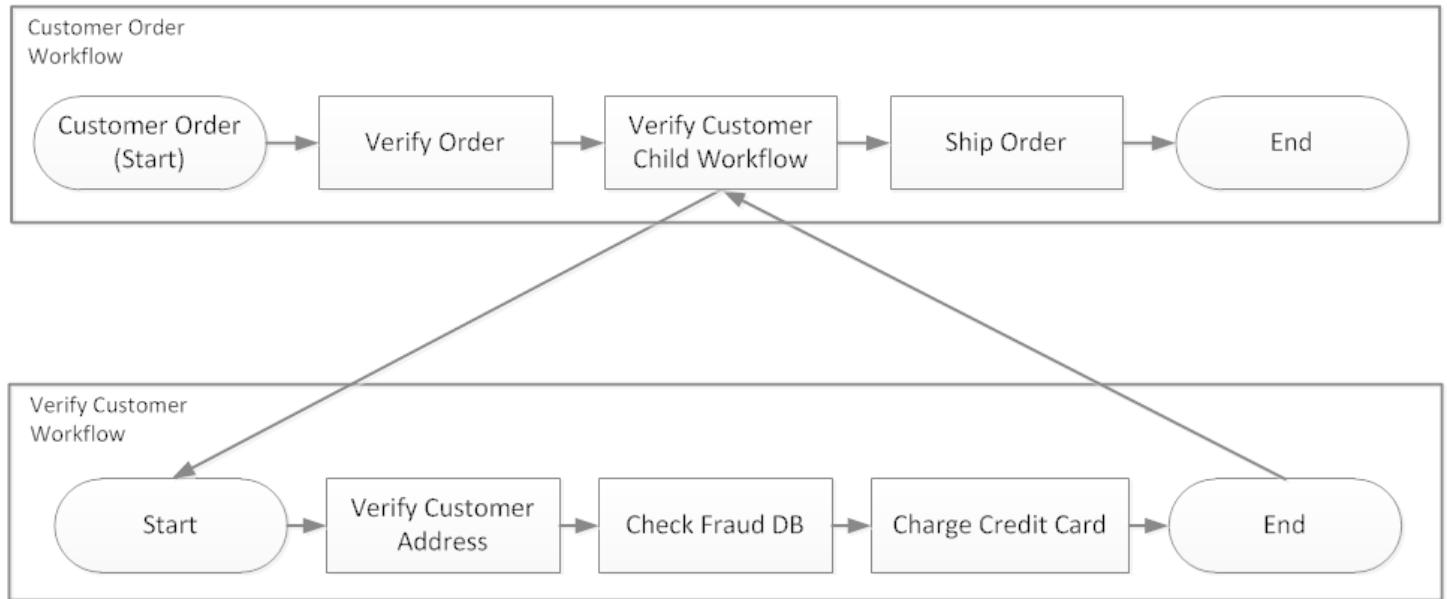 Customer Order
Workflow
Customer Order
(Start)
Verify Order
Verify Customer
Child Workflow
Ship Order
End
Verify Customer
Workflow
Start
Verify Customer
Address
Check Fraud DB
Charge Credit Card
End